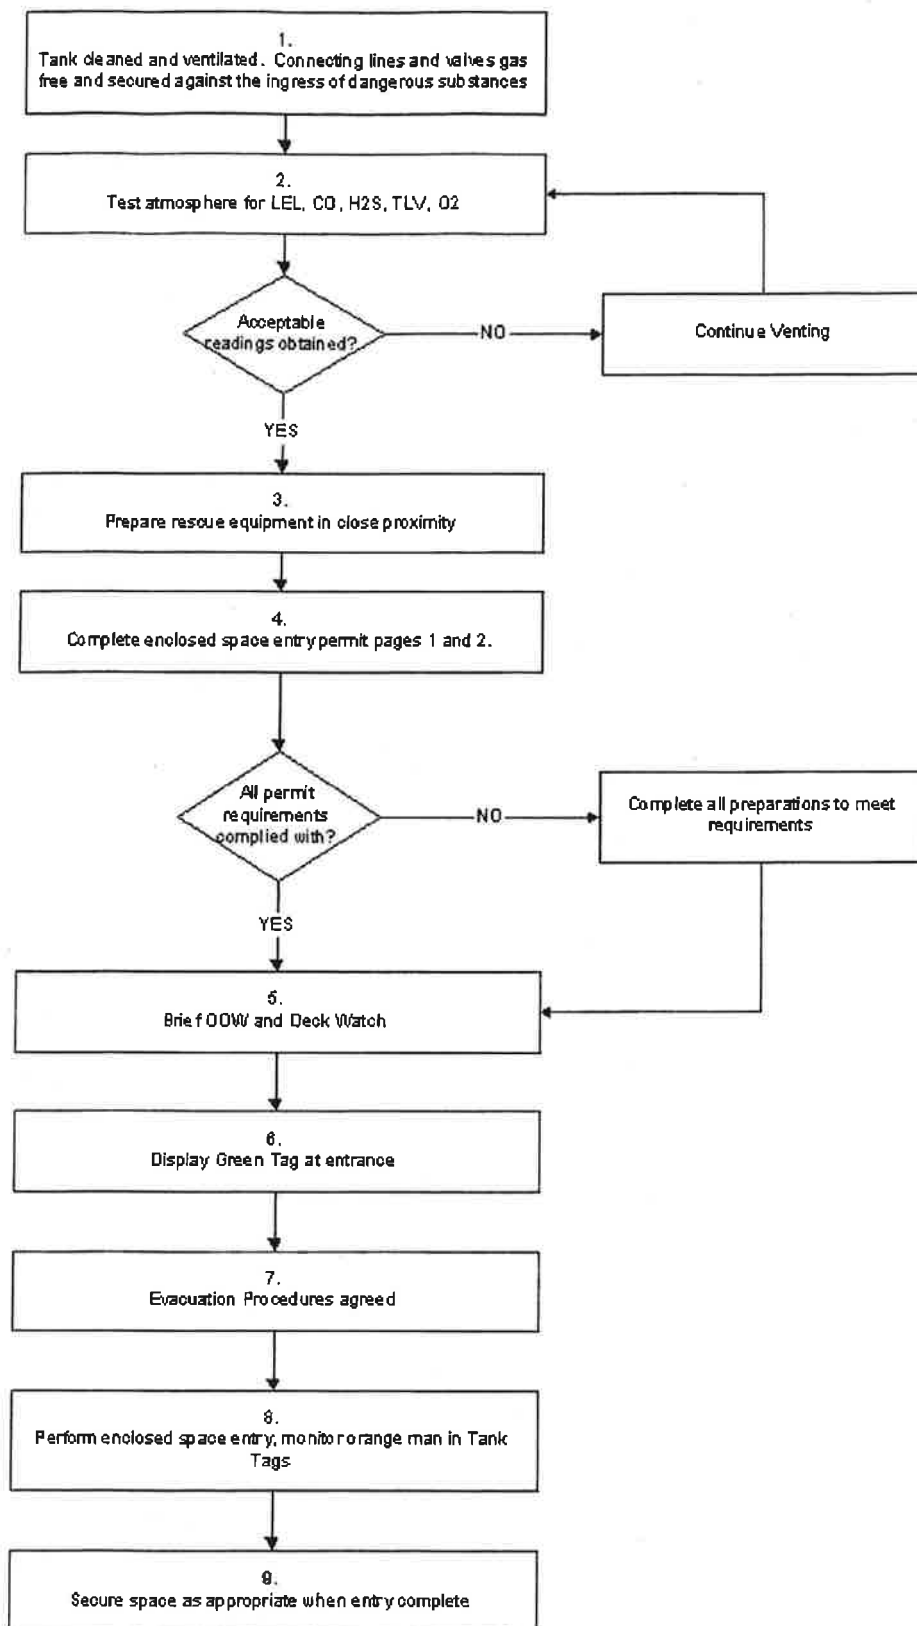 1.
Tank cleaned and ventilated. Connecting lines and valves gas
free and secured against the ingress of dangerous substances
2.
Test atmosphere for LEL, CO, H2S, TLV, O2
Acceptable
readings obtained?
NO
Continue Venting
YES
3.
Prepare rescue equipment in close proximity
4.
Complete enclosed space entry permit pages 1 and 2.
All permit
requirements
complied with?
NO
Complete all preparations to meet
requirements
YES
5.
Brief OOW and Deck Watch
6.
Display Green Tag at entrance
7.
Evacuation Procedures agreed
8.
Perform enclosed space entry, monitor orange man in Tank
Tags
9.
Secure space as appropriate when entry complete